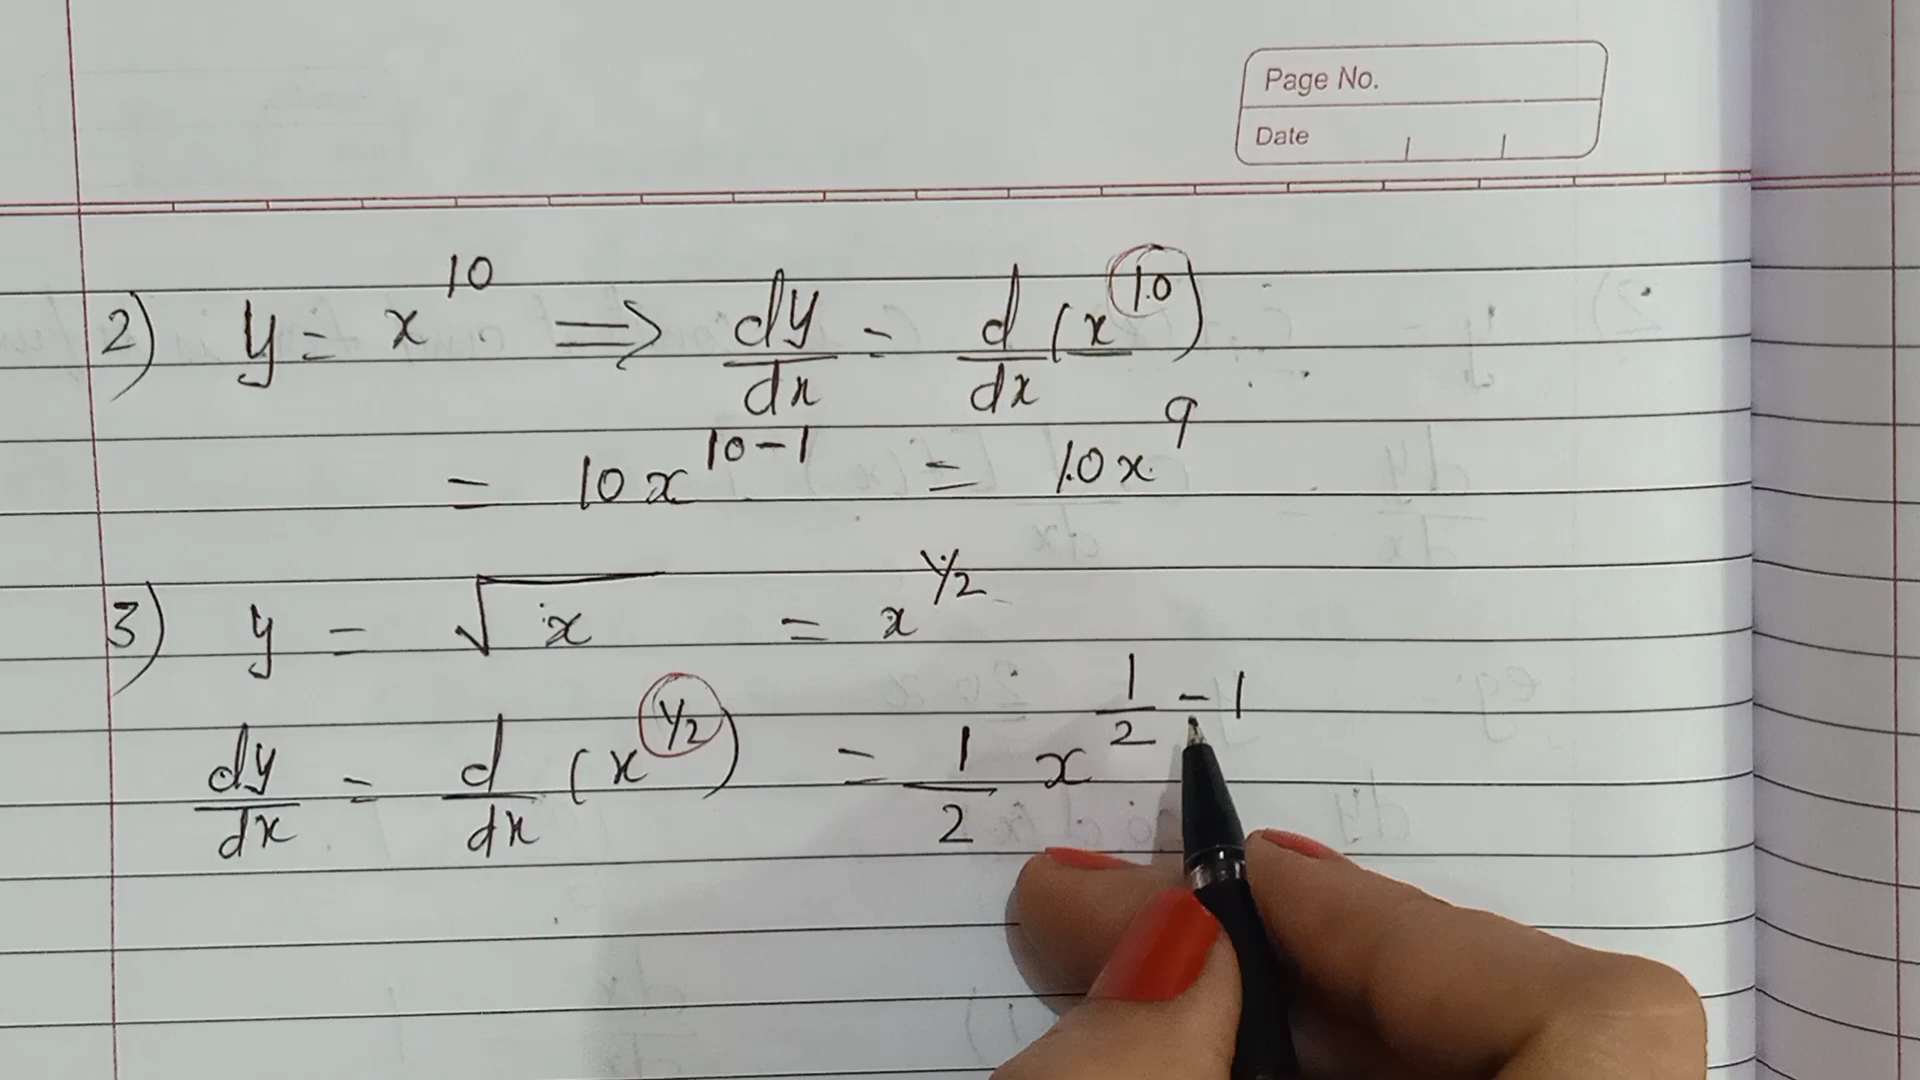 Page No.
Date
2) y = x^10 ⟹ dy/dx = d/dx (x^10)
= 10x^10-1 = 10x^9
3) y = √x = x^1/2
dy/dx = d/dx (x^1/2) = 1/2 x^1/2 - 1